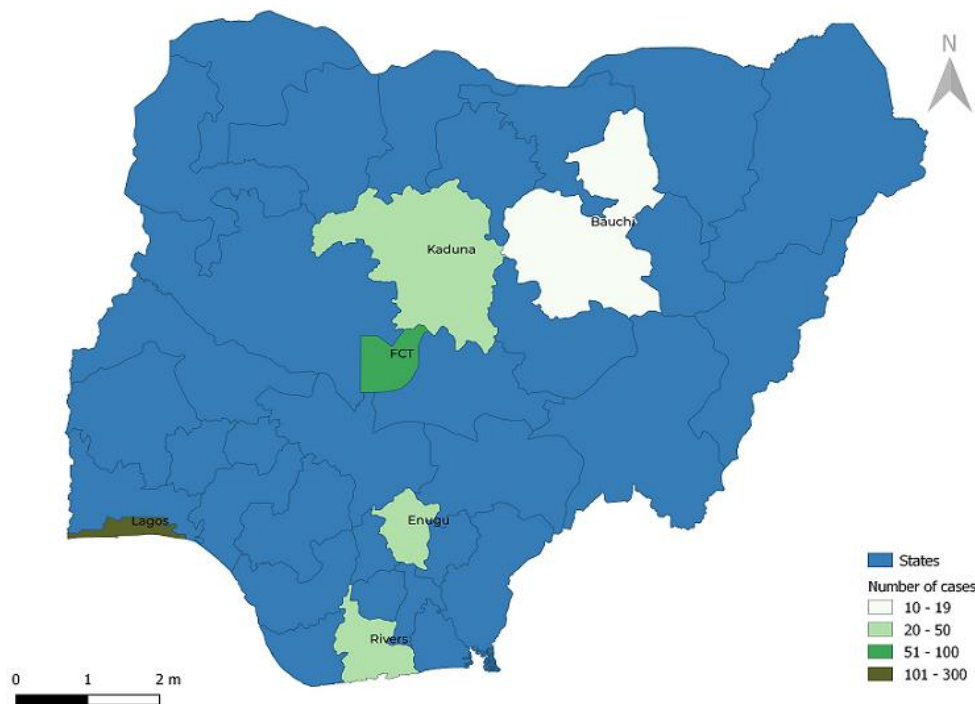 N
Bauchi
Kaduna
FCT
Lagos
Enugu
Rivers
States
Number of cases
10 - 19
20 - 50
51 - 100
101 - 300
0 1 2 m